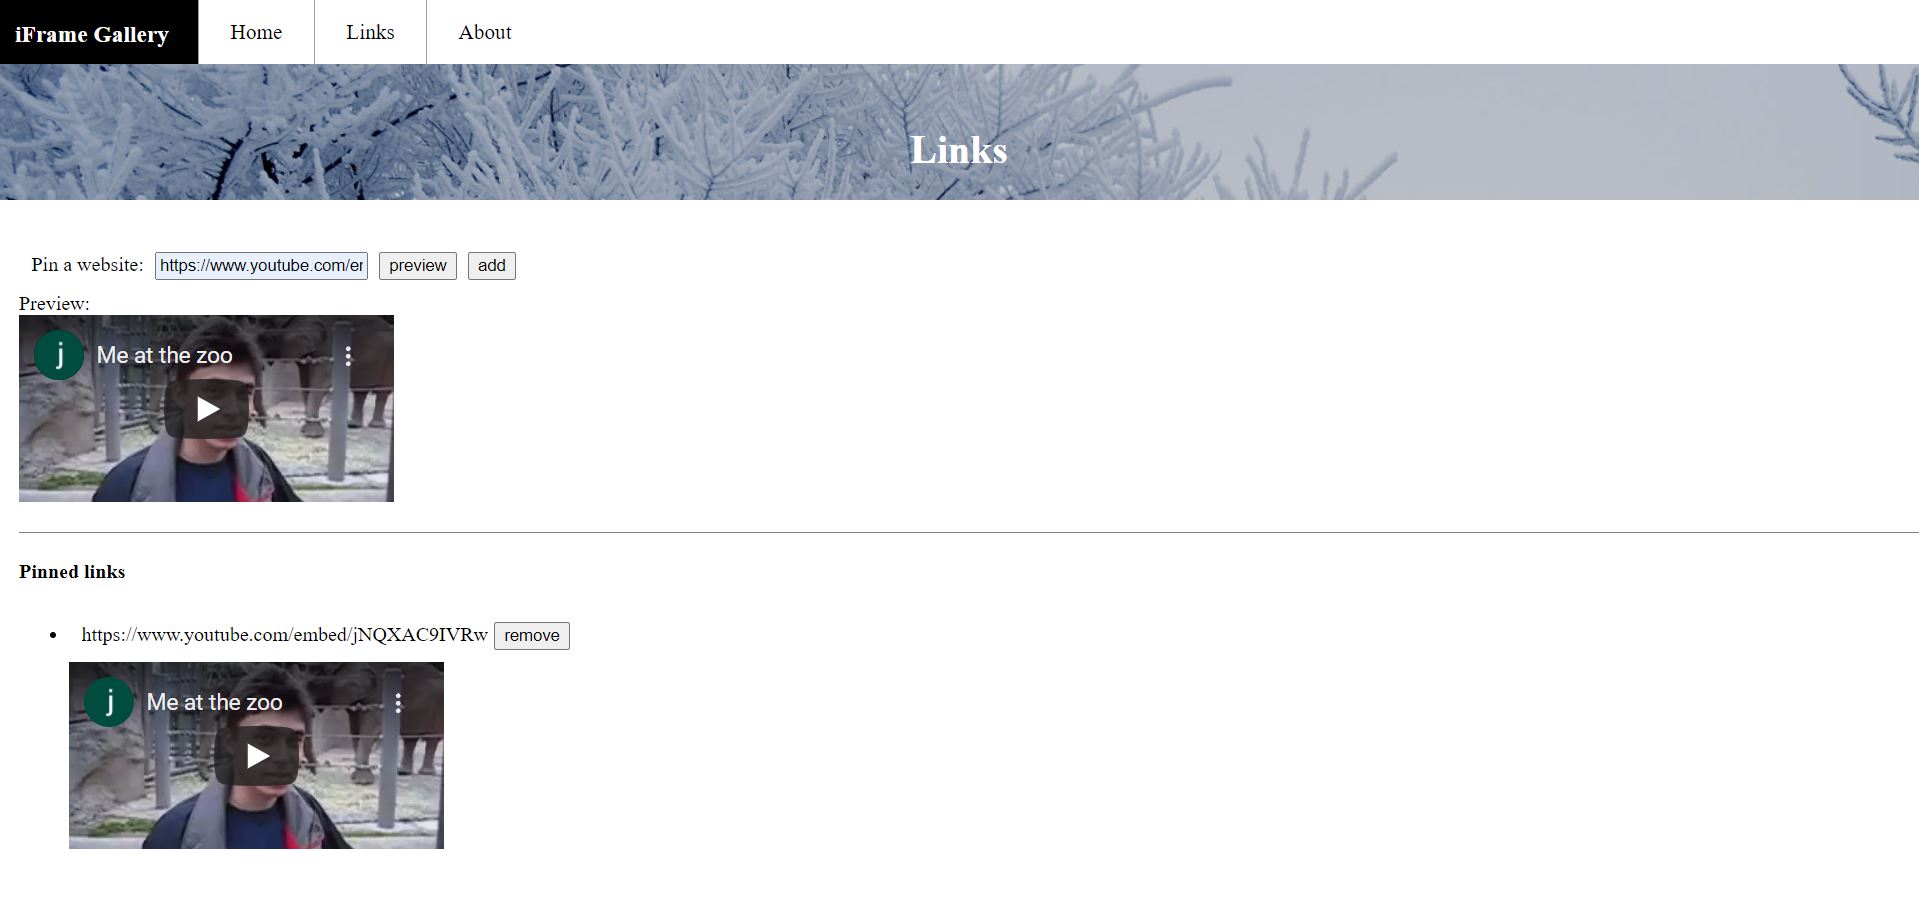 iFrame Gallery Home Links About
Links
Pin a website: https://www.youtube.com/er preview add
Preview:
j Me at the zoo
Pinned links
https://www.youtube.com/embed/jNQXAC9IVRw remove
j Me at the zoo